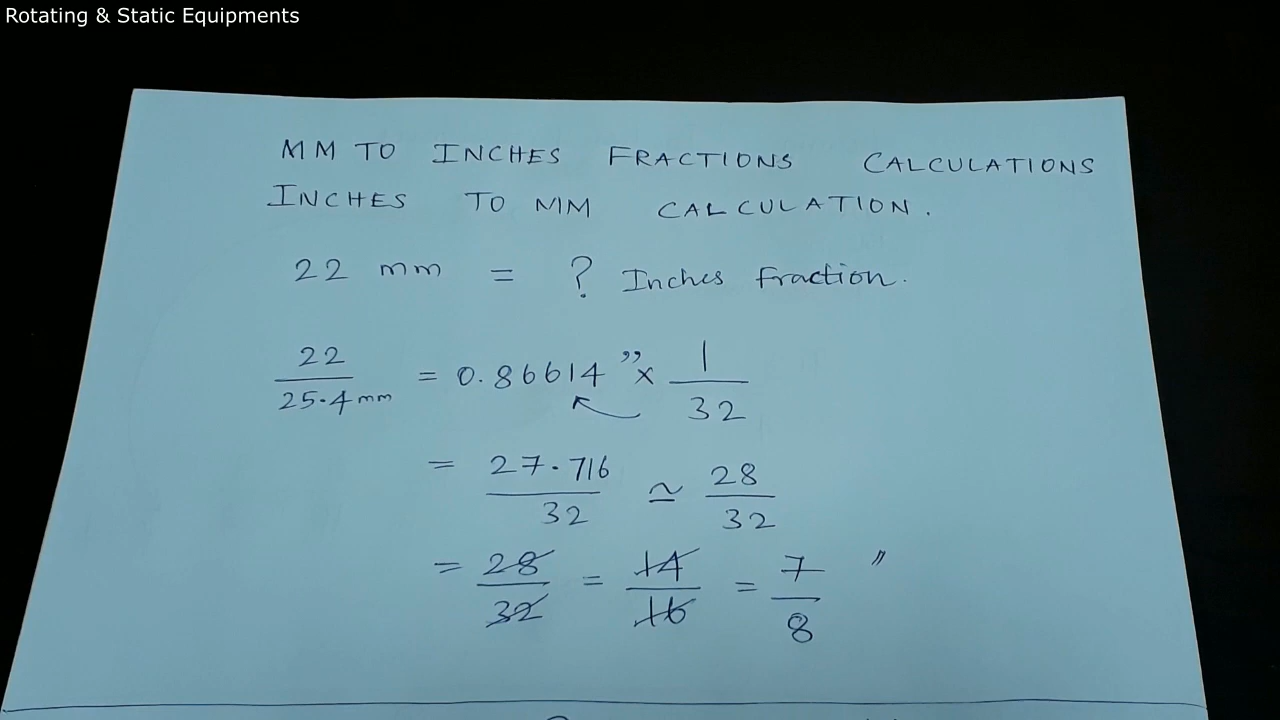 Rotating & Static Equipments
MM TO INCHES FRACTIONS CALCULATIONS
INCHES TO MM CALCULATION.
22 mm = ? Inches fraction.
22/25.4mm = 0.86614 ” x 1/32
= 27.716/32 ≃ 28/32
= 28/32 = 14/16 = 7/8 ″